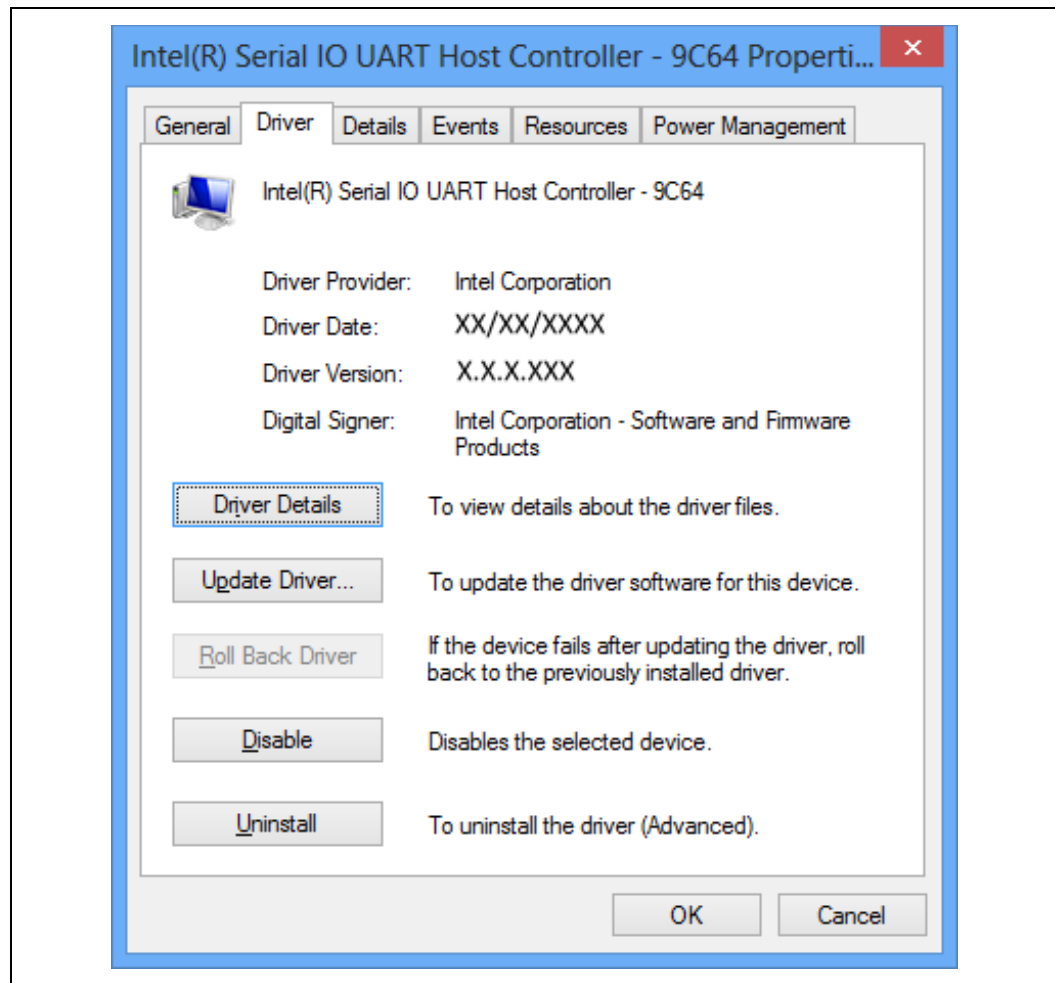 Intel(R) Serial IO UART Host Controller - 9C64 Properti...
General Driver Details Events Resources Power Management
Intel(R) Serial IO UART Host Controller - 9C64
Driver Provider: Intel Corporation
Driver Date: XX/XX/XXXX
Driver Version: X.X.X.XXX
Digital Signer: Intel Corporation - Software and Firmware
Products
Driver Details To view details about the driver files.
Update Driver... To update the driver software for this device.
Roll Back Driver If the device fails after updating the driver, roll
back to the previously installed driver.
Disable Disables the selected device.
Uninstall To uninstall the driver (Advanced).
OK Cancel